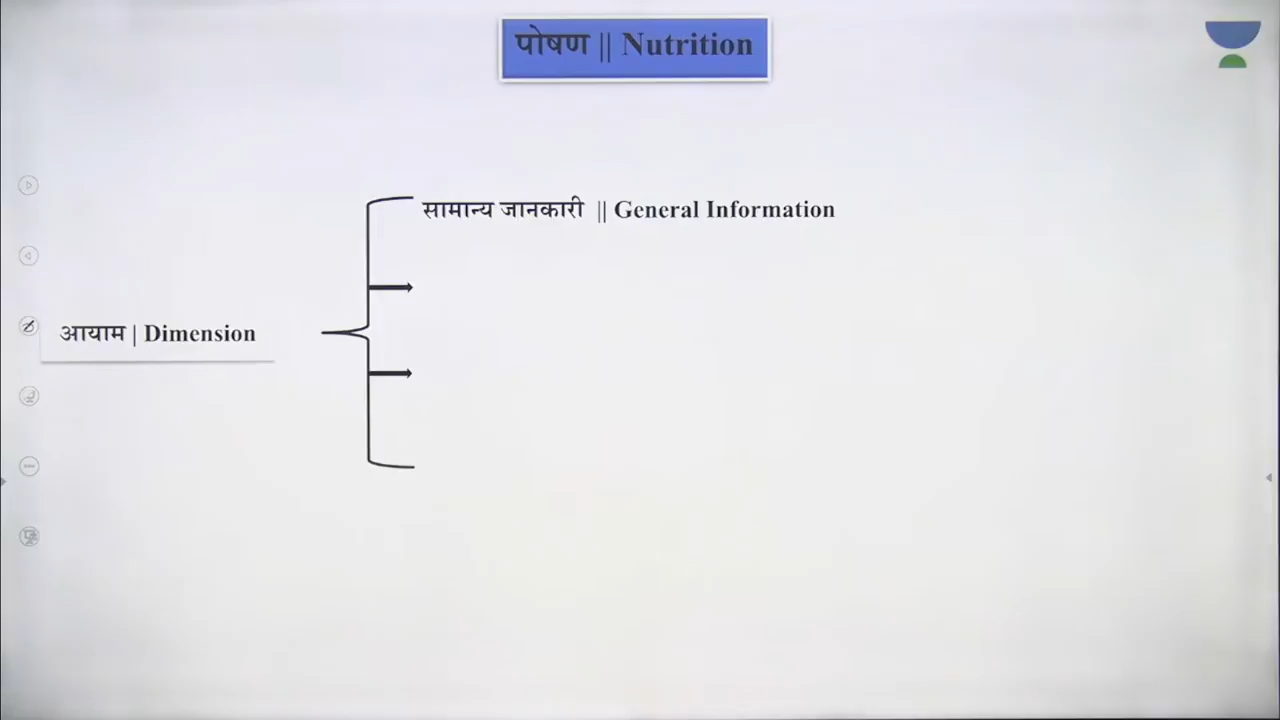 पोषण || Nutrition
सामान्य जानकारी || General Information
आयाम | Dimension